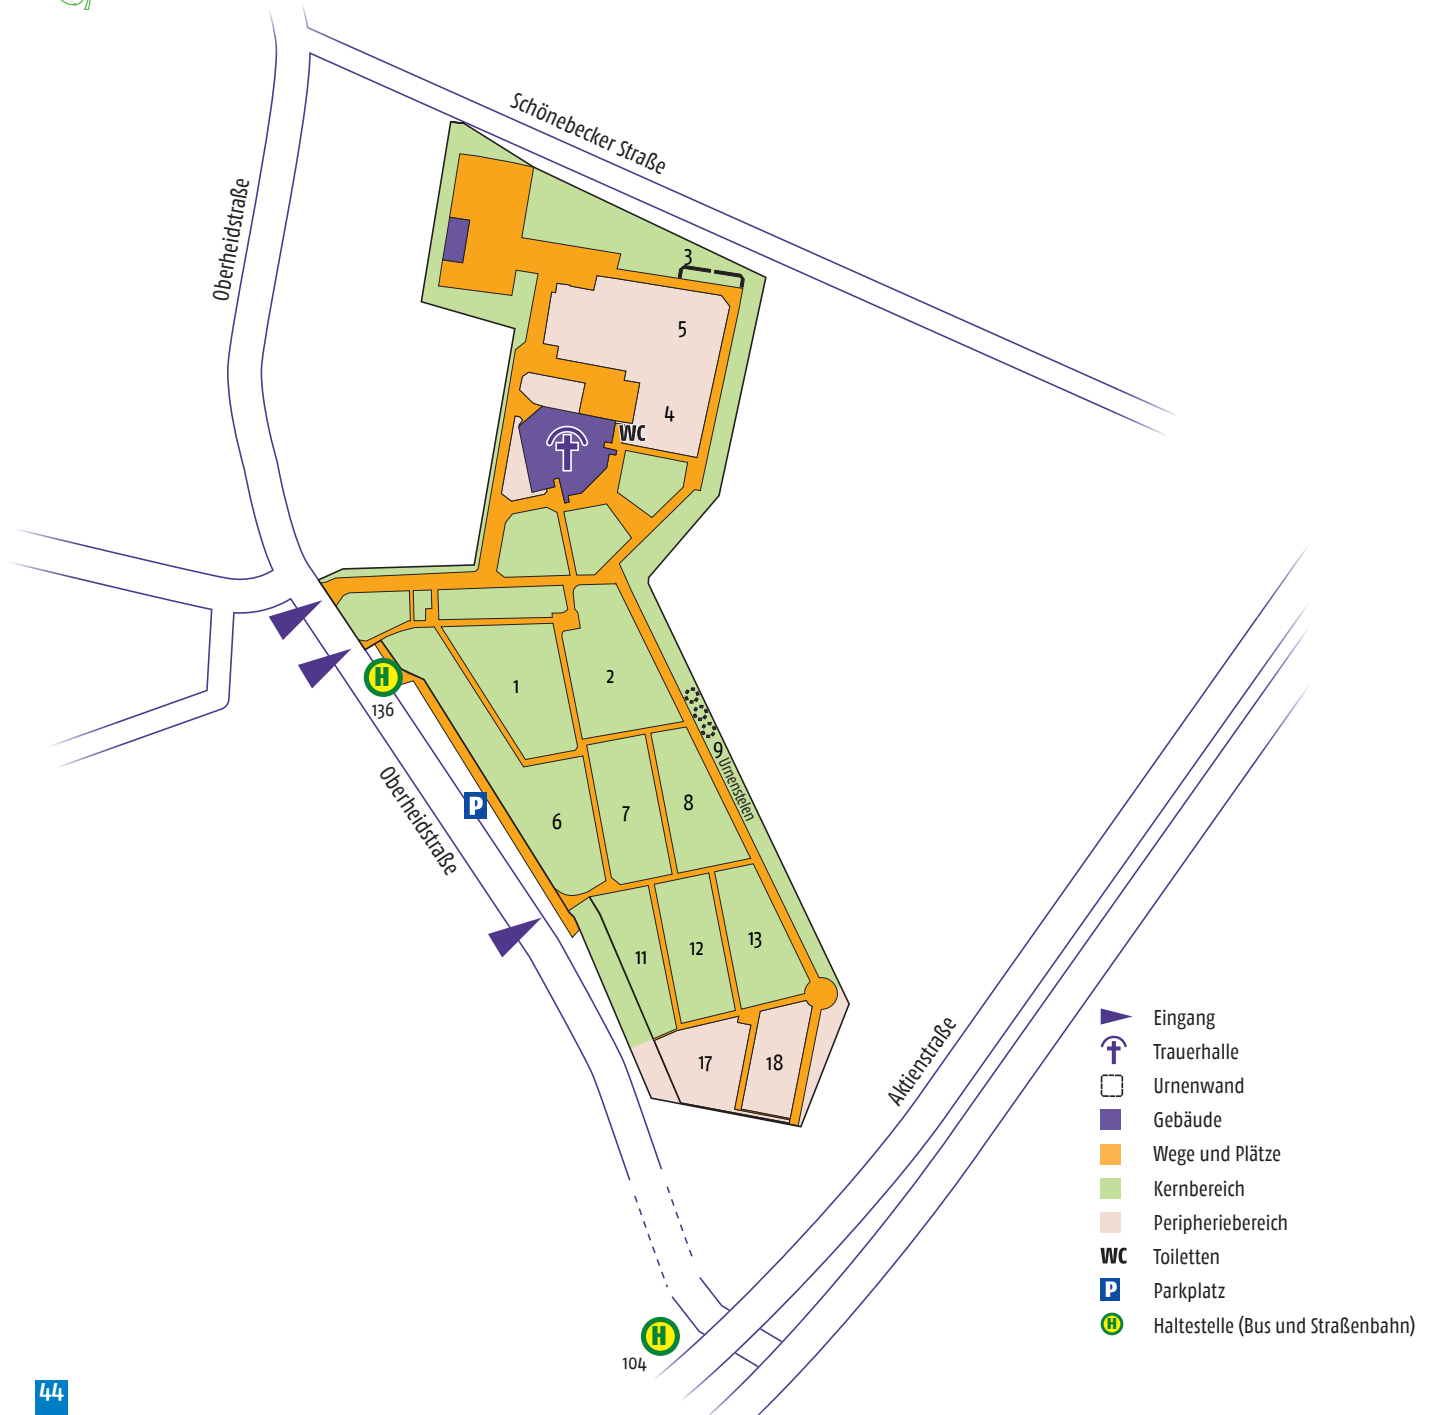 Schönebecker Straße
Oberheidstraße
3
5
4
WC
2
1
H
136
9
Urnenstelen
Oberheidstraße
P
8
7
6
13
12
11
17
18
Aktienstraße
Eingang
Trauerhalle
Urnenwand
Gebäude
Wege und Plätze
Kernbereich
Peripheriebereich
WC Toiletten
P Parkplatz
H Haltestelle (Bus und Straßenbahn)
H
104
44